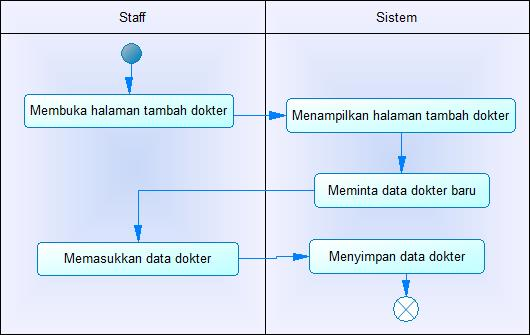 Staff
Sistem
Membuka halaman tambah dokter
Menampilkan halaman tambah dokter
Meminta data dokter baru
Memasukkan data dokter
Menyimpan data dokter